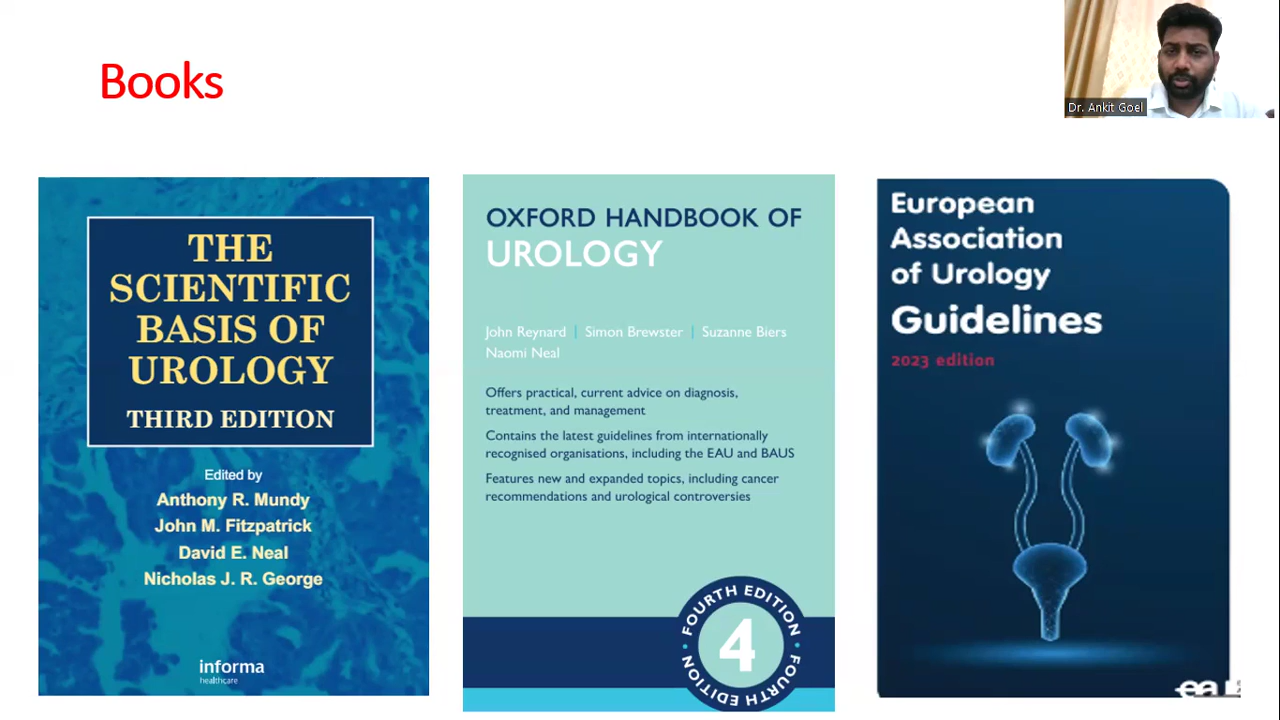 Books
Dr. Ankit Goel
THE
SCIENTIFIC
BASIS OF
UROLOGY
THIRD EDITION
Edited by
Anthony R. Mundy
John M. Fitzpatrick
David E. Neal
Nicholas J. R. George
informa
healthcare
OXFORD HANDBOOK OF
UROLOGY
John Reynard | Simon Brewster | Suzanne Biers
Naomi Neal
Offers practical, current advice on diagnosis,
treatment, and management
Contains the latest guidelines from internationally
recognised organisations, including the EAU and BAUS
Features new and expanded topics, including cancer
recommendations and urological controversies
FOURTH EDITION
4
FOURTH EDITION
European
Association
of Urology
Guidelines
2023 edition
eau